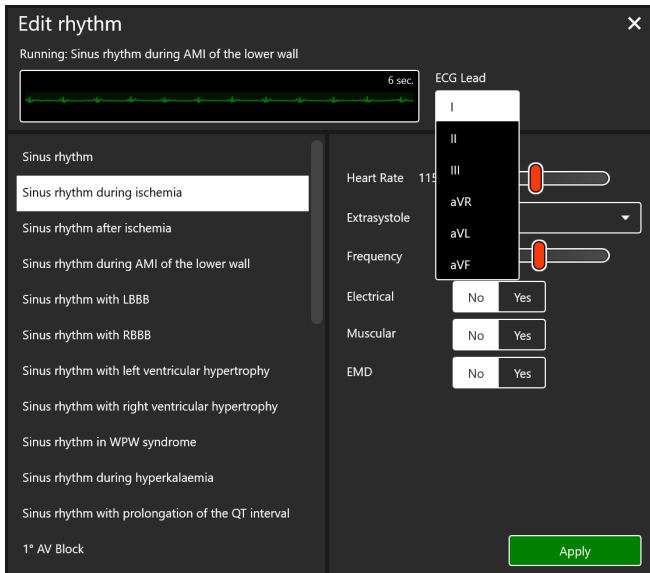 Edit rhythm
Running: Sinus rhythm during AMI of the lower wall
6 sec.
ECG Lead
I
II
III
aVR
aVL
aVF
Sinus rhythm
Sinus rhythm during ischemia
Sinus rhythm after ischemia
Sinus rhythm during AMI of the lower wall
Sinus rhythm with LBBB
Sinus rhythm with RBBB
Sinus rhythm with left ventricular hypertrophy
Sinus rhythm with right ventricular hypertrophy
Sinus rhythm in WPW syndrome
Sinus rhythm during hyperkalaemia
Sinus rhythm with prolongation of the QT interval
1° AV Block
Heart Rate 115
Extrasystole
Frequency
Electrical No Yes
Muscular No Yes
EMD No Yes
Apply